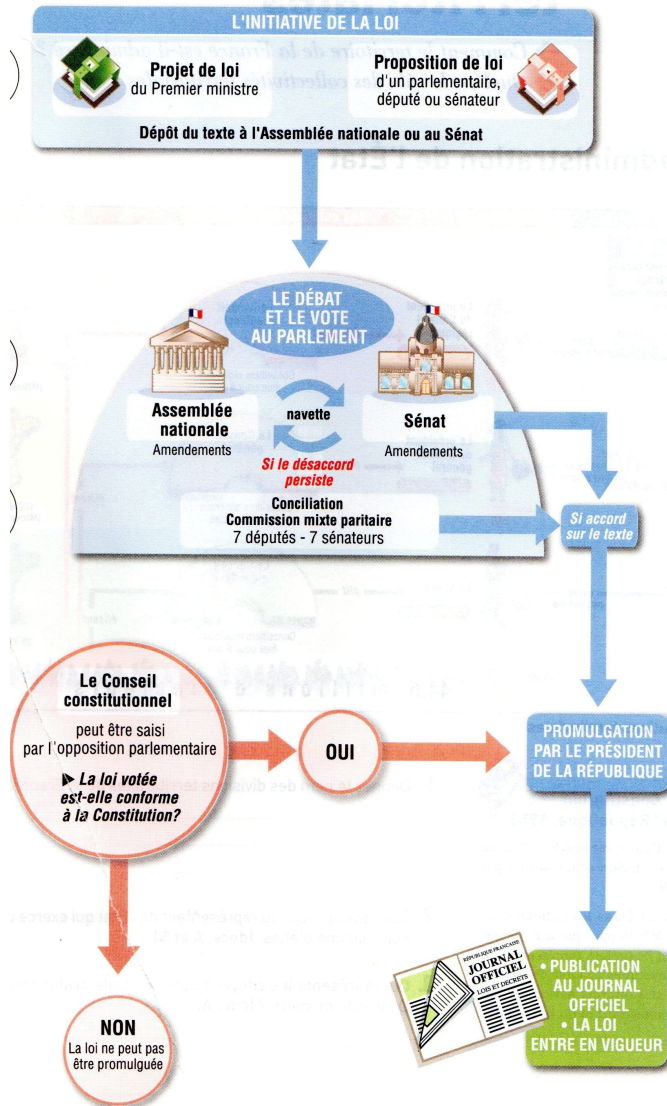 L'INITIATIVE DE LA LOI
Projet de loi
du Premier ministre
Proposition de loi
d'un parlementaire,
député ou sénateur
Dépôt du texte à l'Assemblée nationale ou au Sénat
LE DÉBAT
ET LE VOTE
AU PARLEMENT
Assemblée
nationale
Amendements
navette
Sénat
Amendements
Si le désaccord
persiste
Conciliation
Commission mixte paritaire
7 députés - 7 sénateurs
Si accord
sur le texte
Le Conseil
constitutionnel
peut être saisi
par l'opposition parlementaire
▶ La loi votée
est-elle conforme
à la Constitution?
OUI
PROMULGATION
PAR LE PRÉSIDENT
DE LA RÉPUBLIQUE
NON
La loi ne peut pas
être promulguée
RÉPUBLIQUE FRANÇAISE
JOURNAL
OFFICIEL
LOIS ET DECRETS
• PUBLICATION
AU JOURNAL
OFFICIEL
• LA LOI
ENTRE EN VIGUEUR